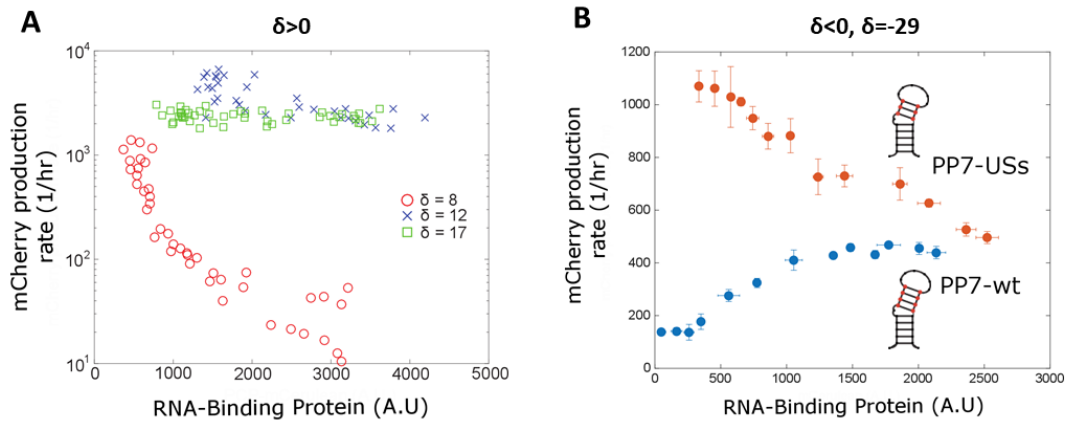 A
δ>0
10⁴
10³
10²
10¹
0
1000
2000
3000
4000
5000
mCherry production
rate (1/hr)
RNA-Binding Protein (A.U)
δ = 8
δ = 12
δ = 17
B
δ<0, δ=-29
1200
1000
800
600
400
200
0
0
500
1000
1500
2000
2500
3000
mCherry production
rate (1/hr)
RNA-Binding Protein (A.U)
PP7-USs
PP7-wt